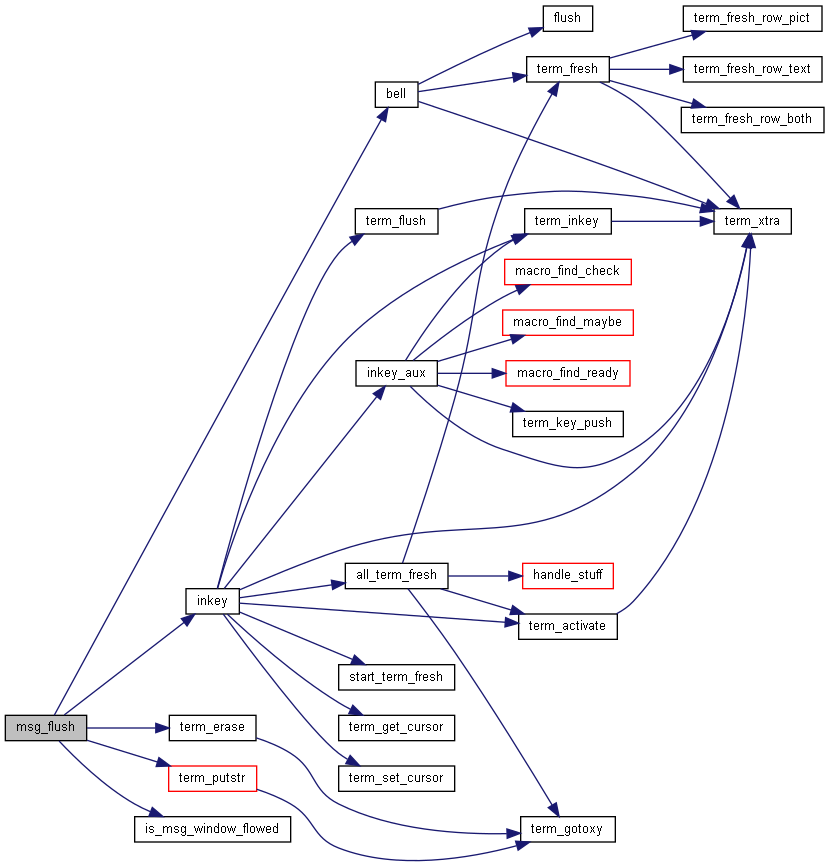 flush
term_fresh_row_pict
term_fresh
term_fresh_row_text
bell
term_fresh_row_both
term_flush
term_inkey
term_xtra
macro_find_check
macro_find_maybe
inkey_aux
macro_find_ready
term_key_push
all_term_fresh
handle_stuff
inkey
term_activate
start_term_fresh
msg_flush
term_erase
term_get_cursor
term_putstr
term_set_cursor
is_msg_window_flowed
term_gotoxy